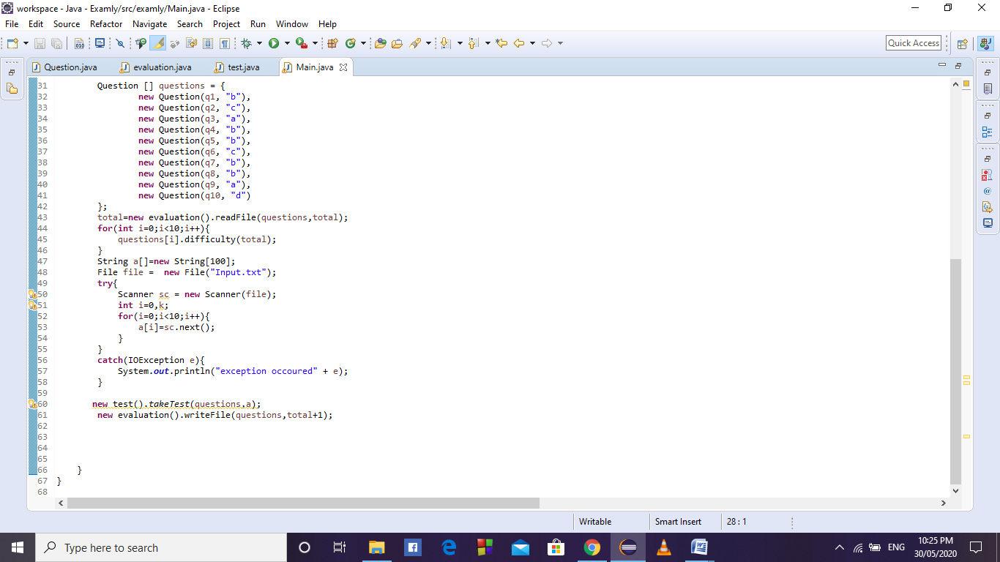 workspace - Java - Examly/src/examly/Main.java - Eclipse
File Edit Source Refactor Navigate Search Project Run Window Help
Quick Access
Question.java evaluation.java test.java Main.java
31 Question [] questions = {
32 new Question(q1, "b"),
33 new Question(q2, "c"),
34 new Question(q3, "a"),
35 new Question(q4, "b"),
36 new Question(q5, "b"),
37 new Question(q6, "c"),
38 new Question(q7, "b"),
39 new Question(q8, "b"),
40 new Question(q9, "a"),
41 new Question(q10, "d")
42 };
43 total=new evaluation().readFile(questions,total);
44 for(int i=0;i<10;i++){
45 questions[i].difficulty(total);
46 }
47 String a[]=new String[100];
48 File file =  new File("Input.txt");
49 try{
50 Scanner sc = new Scanner(file);
51 int i=0,k;
52 for(i=0;i<10;i++){
53 a[i]=sc.next();
54 }
55 }
56 catch(IOException e){
57 System.out.println("exception occoured" + e);
58 }
59
60 new test().takeTest(questions,a);
61 new evaluation().writeFile(questions,total+1);
62
63
64
65
66 }
67 }
68
Writable Smart Insert 28 : 1
Type here to search
ENG
10:25 PM
30/05/2020